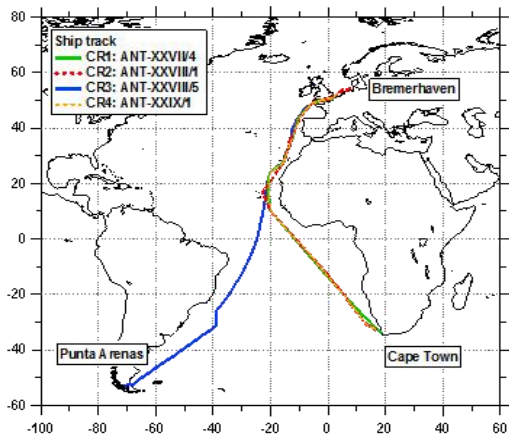 80
60
40
20
0
-20
-40
-60
Ship track
CR1: ANT-XXVII/4
CR2: ANT-XXVIII/1
CR3: ANT-XXVIII/5
CR4: ANT-XXIX/1
Bremerhaven
Punta Arenas
Cape Town
-100 -80 -60 -40 -20 0 20 40 60